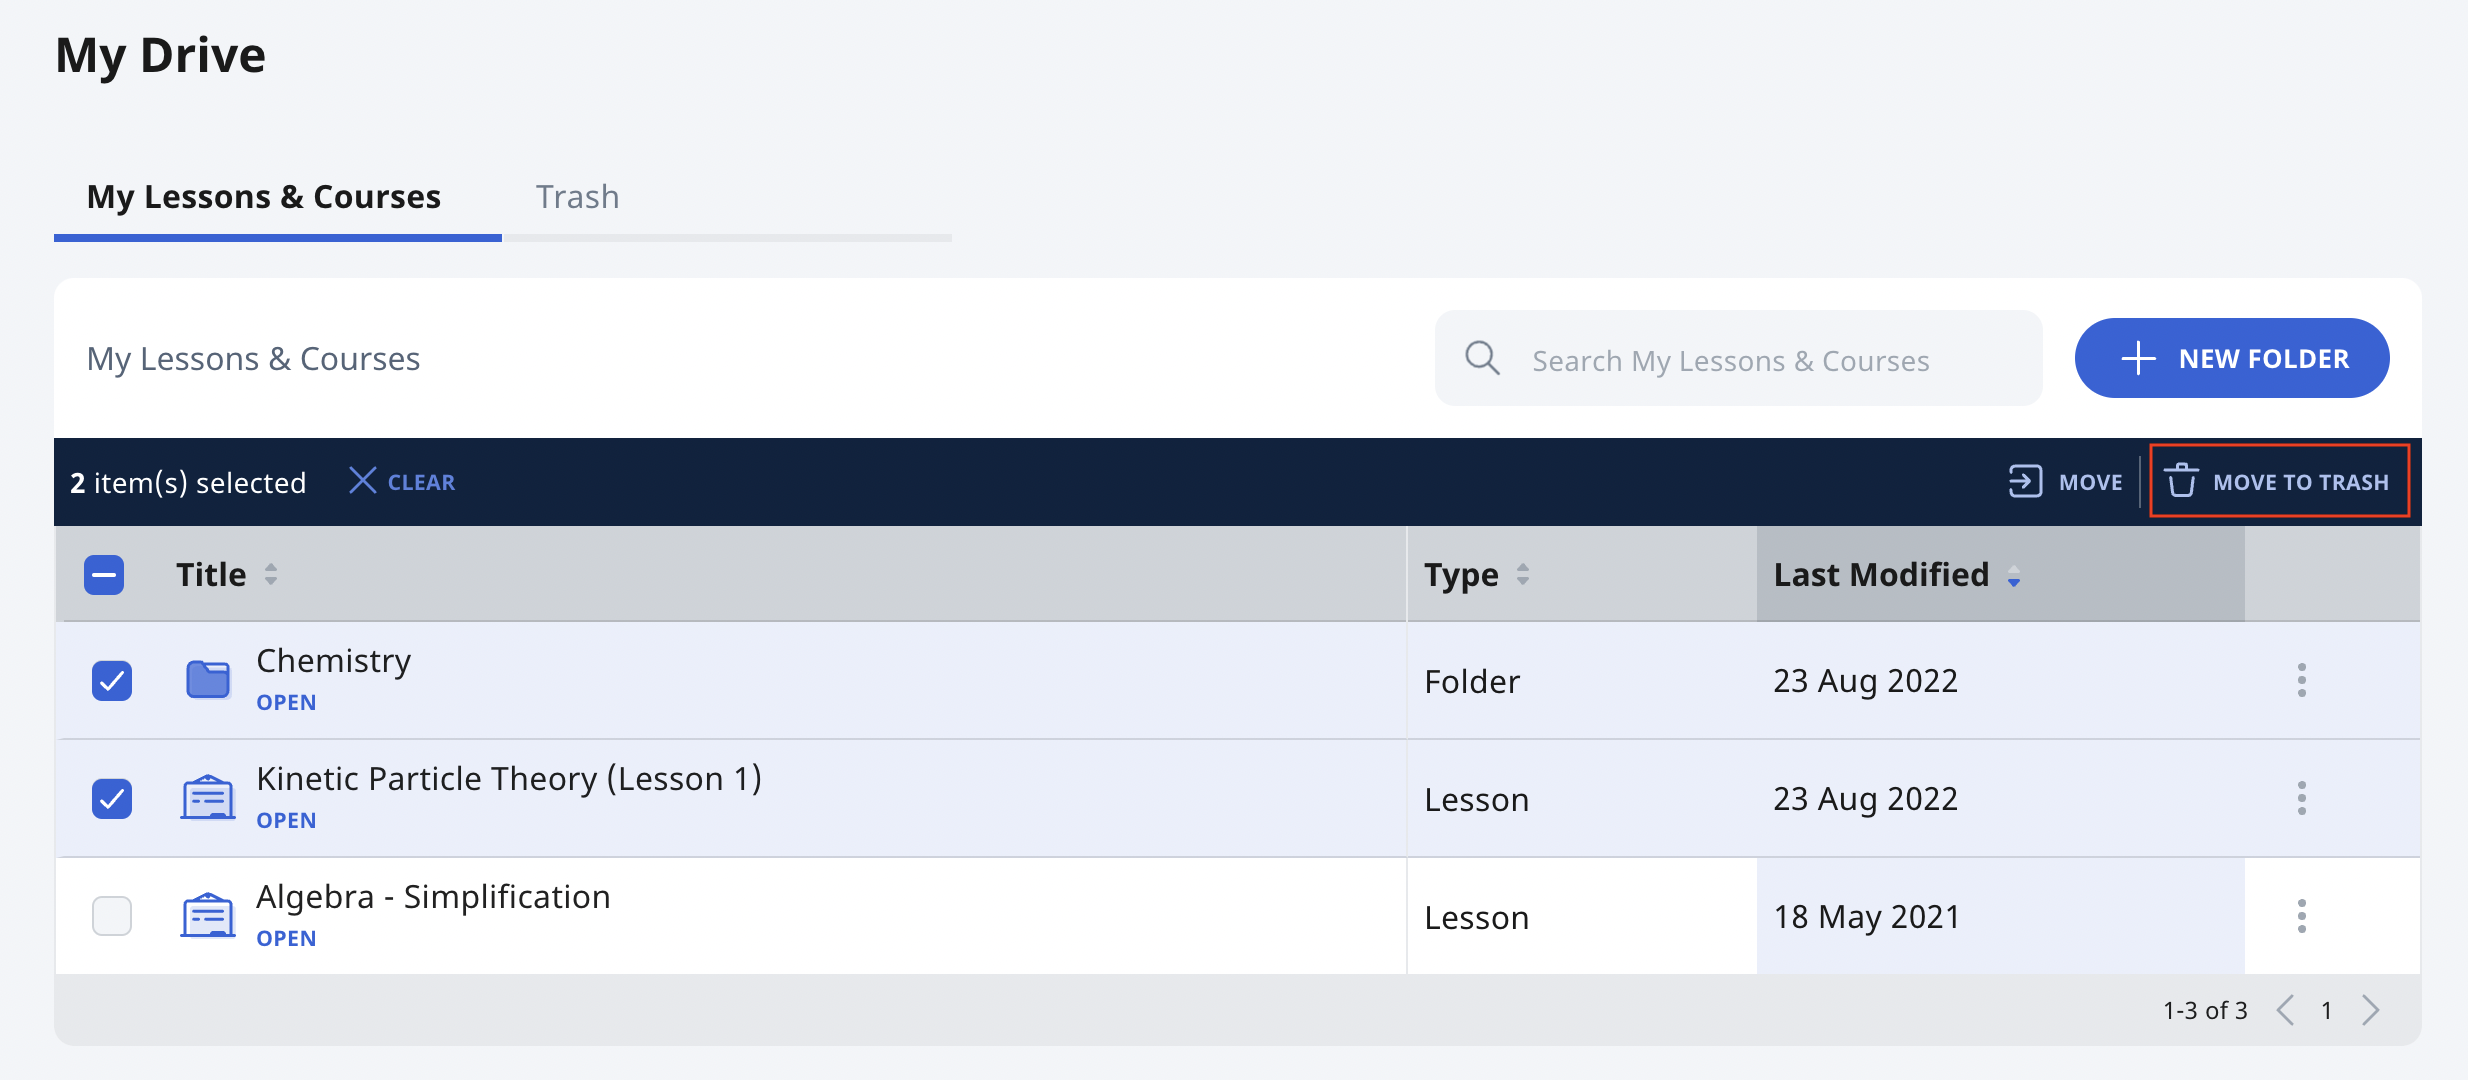 My Drive
My Lessons & Courses
Trash
My Lessons & Courses
Search My Lessons & Courses
NEW FOLDER
2 item(s) selected
CLEAR
MOVE
MOVE TO TRASH
Title
Type
Last Modified
Chemistry
OPEN
Folder
23 Aug 2022
Kinetic Particle Theory (Lesson 1)
OPEN
Lesson
23 Aug 2022
Algebra - Simplification
OPEN
Lesson
18 May 2021
1-3 of 3
1